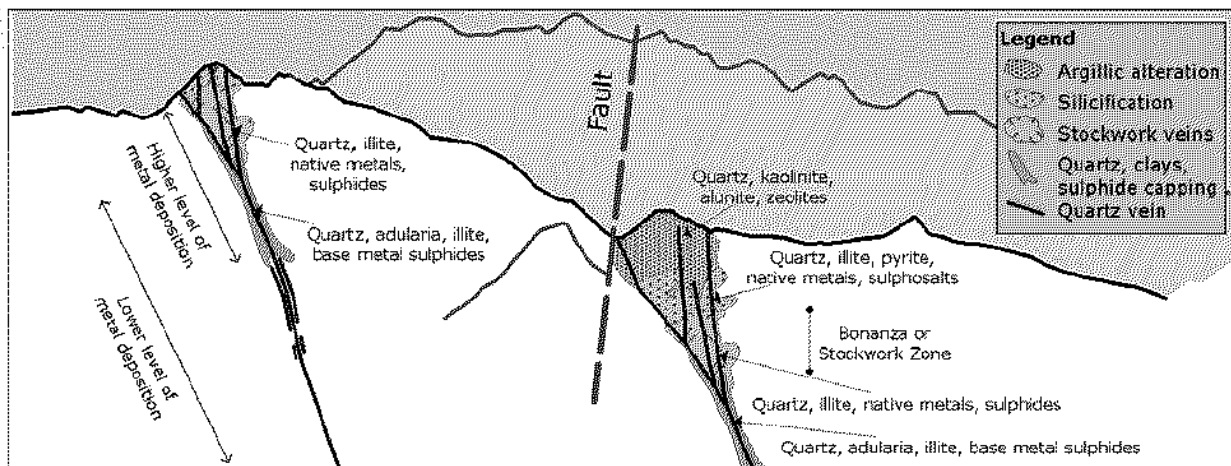 Legend
Argillic alteration
Silicification
Stockwork veins
Quartz, clays,
sulphide capping
Quartz vein
Fault
Higher level of
metal deposition
Lower level of
metal deposition
Quartz, illite,
native metals,
sulphides
Quartz, adularia, illite,
base metal sulphides
Quartz, kaolinite,
alunite, zeolites
Quartz, illite, pyrite,
native metals, sulphosalts
Bonanza or
Stockwork Zone
Quartz, illite, native metals, sulphides
Quartz, adularia, illite, base metal sulphides